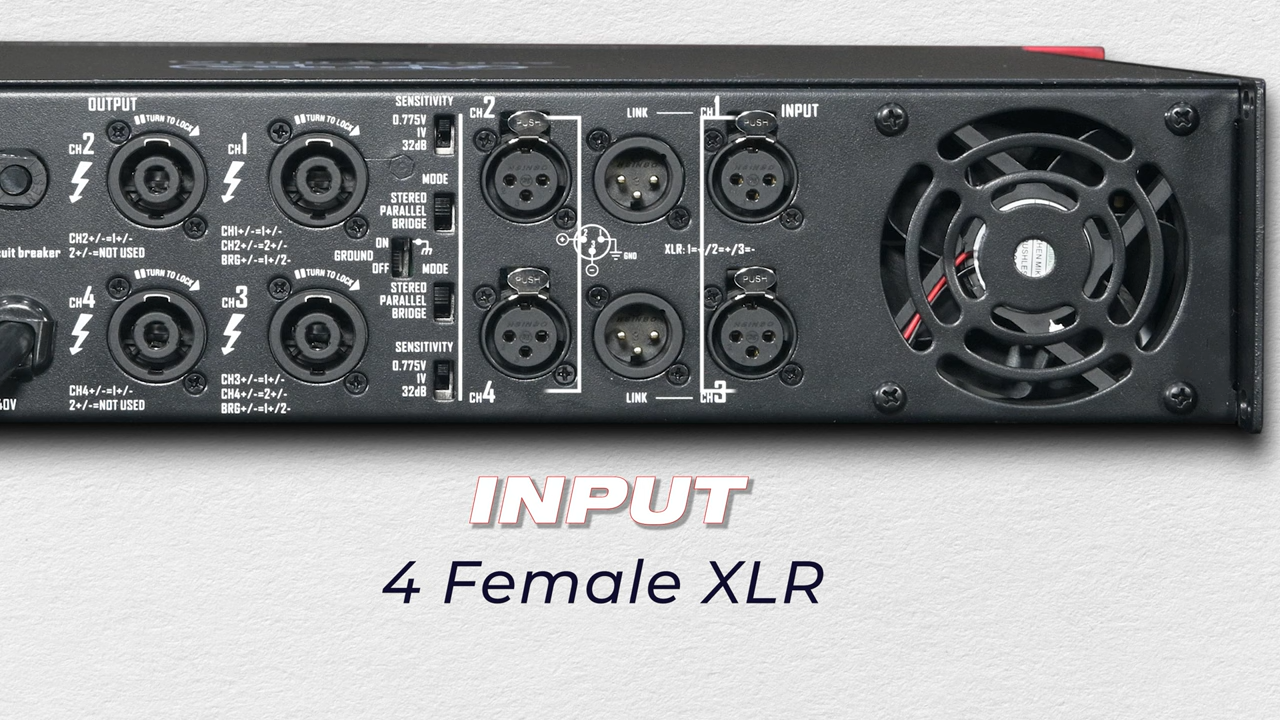 OUTPUT
TURN TO LOCK
CH2
TURN TO LOCK
CH1
CH2+/-=1+/-
2+/-=NOT USED
CH1+/-=1+/-
CH2+/-=2+/-
BRG+/-=1+/2-
cuit breaker
TURN TO LOCK
CH4
TURN TO LOCK
CH3
CH4+/-=1+/-
2+/-=NOT USED
CH3+/-=1+/-
CH4+/-=2+/-
BRG+/-=1+/2-
60V
SENSITIVITY
0.775V
1V
32dB
MODE
STEREO
PARALLEL
BRIDGE
ON
GROUND
OFF
MODE
STEREO
PARALLEL
BRIDGE
SENSITIVITY
0.775V
1V
32dB
CH2
PUSH
LINK
CH1
PUSH
INPUT
GND
XLR: 1=-/2=+/3=-
PUSH
PUSH
CH4
LINK
CH3
INPUT
4 Female XLR